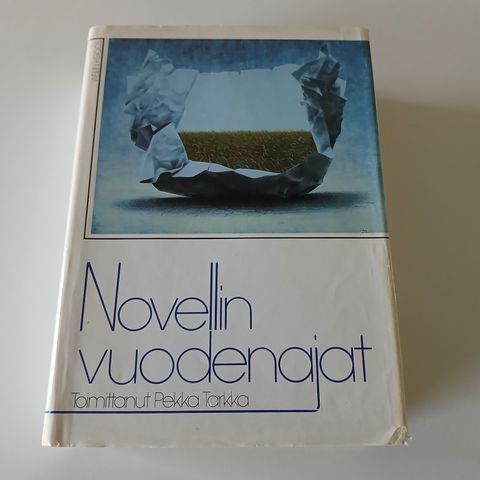 Novellin
vuodenajat
Toimittanut Pekka Tarkka